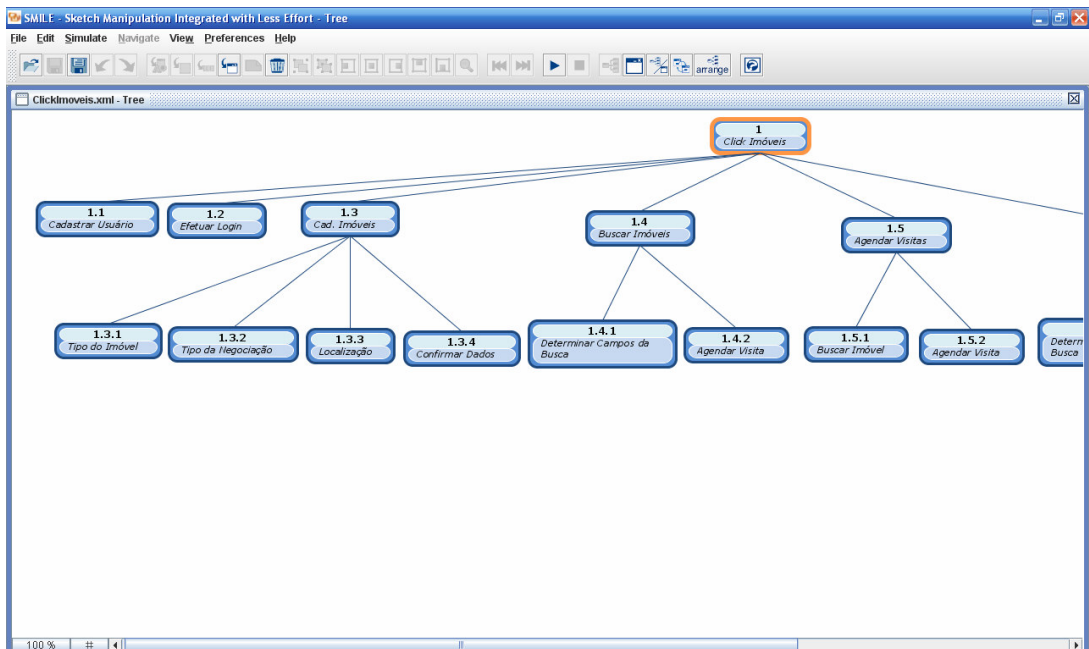 SMILE - Sketch Manipulation Integrated with Less Effort - Tree
File Edit Simulate Navigate View Preferences Help
arrange
ClickImoveis.xml - Tree
1
Click Imóveis
1.1
Cadastrar Usuário
1.2
Efetuar Login
1.3
Cad. Imóveis
1.4
Buscar Imóveis
1.5
Agendar Visitas
1.3.1
Tipo do Imóvel
1.3.2
Tipo da Negociação
1.3.3
Localização
1.3.4
Confirmar Dados
1.4.1
Determinar Campos da
Busca
1.4.2
Agendar Visita
1.5.1
Buscar Imóvel
1.5.2
Agendar Visita
Determ
Busca
100 % #